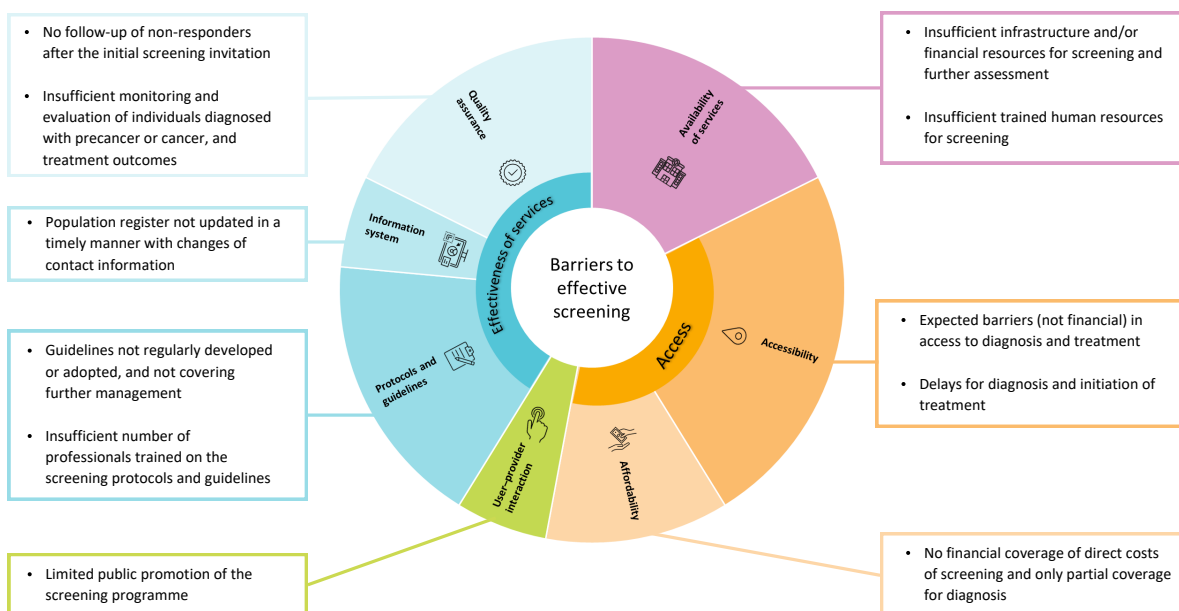 • No follow-up of non-responders
after the initial screening invitation
• Insufficient monitoring and
evaluation of individuals diagnosed
with precancer or cancer, and
treatment outcomes
• Population register not updated in a
timely manner with changes of
contact information
• Guidelines not regularly developed
or adopted, and not covering
further management
• Insufficient number of
professionals trained on the
screening protocols and guidelines
• Limited public promotion of the
screening programme
Quality
assurance
Information
system
Protocols and
guidelines
User–provider
interaction
Affordability
Accessibility
Availability
of services
Effectiveness of services
Access
Barriers to
effective
screening
• Insufficient infrastructure and/or
financial resources for screening and
further assessment
• Insufficient trained human resources
for screening
• Expected barriers (not financial) in
access to diagnosis and treatment
• Delays for diagnosis and initiation of
treatment
• No financial coverage of direct costs
of screening and only partial coverage
for diagnosis